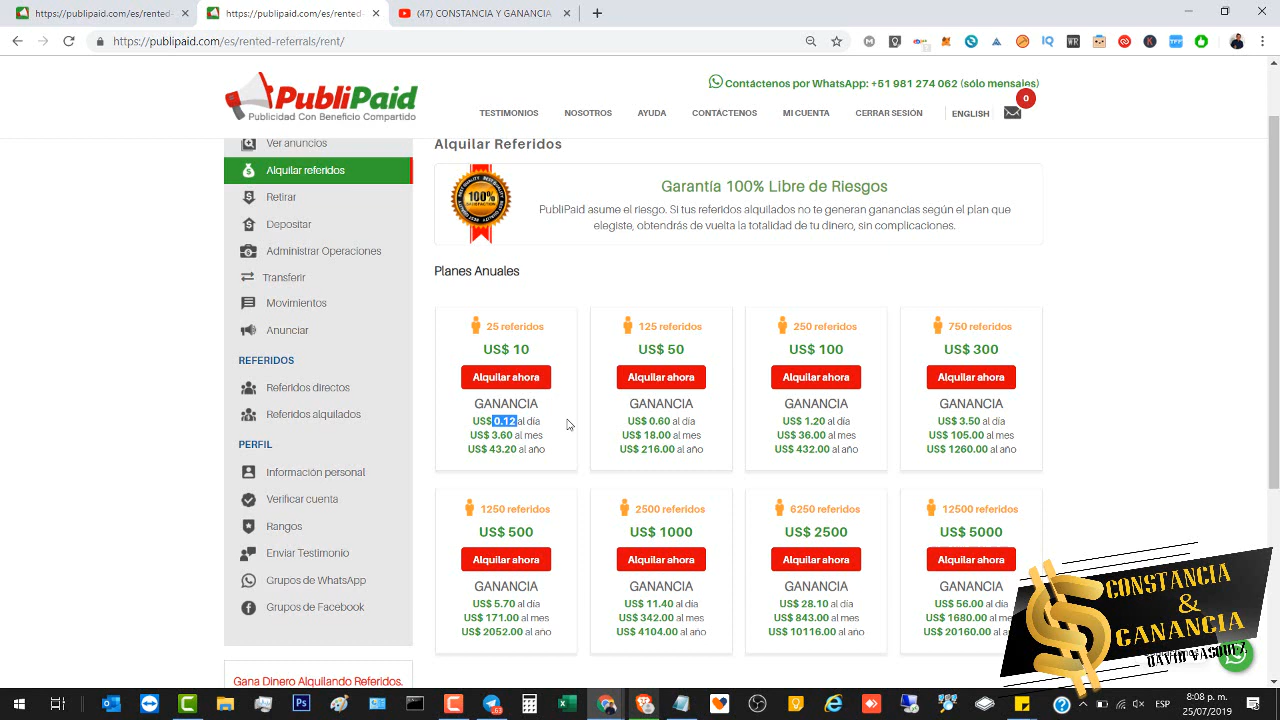 https://publipaid.com/es/rented-
https://publipaid.com/es/rented-
(47) CONSTANCIA Y GANANCIA
https://publipaid.com/es/rented-referrals/rent/
PubliPaid
Publicidad Con Beneficio Compartido
Contáctenos por WhatsApp: +51 981 274 062 (sólo mensajes)
TESTIMONIOS NOSOTROS AYUDA CONTÁCTENOS MI CUENTA CERRAR SESIÓN ENGLISH 0
Ver anuncios
Alquilar referidos
Retirar
Depositar
Administrar Operaciones
Transferir
Movimientos
Anunciar
REFERIDOS
Referidos directos
Referidos alquilados
PERFIL
Información personal
Verificar cuenta
Rangos
Enviar Testimonio
Grupos de WhatsApp
Grupos de Facebook
Gana Dinero Alquilando Referidos.
Alquilar Referidos
100%
Garantía 100% Libre de Riesgos
PubliPaid asume el riesgo. Si tus referidos alquilados no te generan ganancias según el plan que
elegiste, obtendrás de vuelta la totalidad de tu dinero, sin complicaciones.
Planes Anuales
25 referidos
US$ 10
Alquilar ahora
GANANCIA
US$ 0.12 al día
US$ 3.60 al mes
US$ 43.20 al año
125 referidos
US$ 50
Alquilar ahora
GANANCIA
US$ 0.60 al día
US$ 18.00 al mes
US$ 216.00 al año
250 referidos
US$ 100
Alquilar ahora
GANANCIA
US$ 1.20 al día
US$ 36.00 al mes
US$ 432.00 al año
750 referidos
US$ 300
Alquilar ahora
GANANCIA
US$ 3.50 al día
US$ 105.00 al mes
US$ 1260.00 al año
1250 referidos
US$ 500
Alquilar ahora
GANANCIA
US$ 5.70 al día
US$ 171.00 al mes
US$ 2052.00 al año
2500 referidos
US$ 1000
Alquilar ahora
GANANCIA
US$ 11.40 al día
US$ 342.00 al mes
US$ 4104.00 al año
6250 referidos
US$ 2500
Alquilar ahora
GANANCIA
US$ 28.10 al día
US$ 843.00 al mes
US$ 10116.00 al año
12500 referidos
US$ 5000
Alquilar ahora
GANANCIA
US$ 56.00 al día
US$ 1680.00 al me
US$ 20160.00 al
CONSTANCIA
&
GANANCIA
DAVID VASQUEZ
ESP
8:08 p. m.
25/07/2019